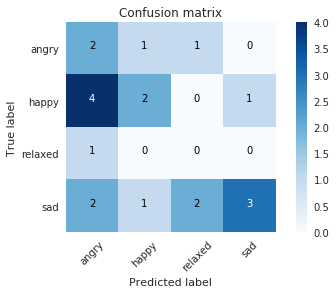 Confusion matrix
True label
angry 2 1 1 0
happy 4 2 0 1
relaxed 1 0 0 0
sad 2 1 2 3
angry happy relaxed sad
Predicted label
4.0
3.5
3.0
2.5
2.0
1.5
1.0
0.5
0.0